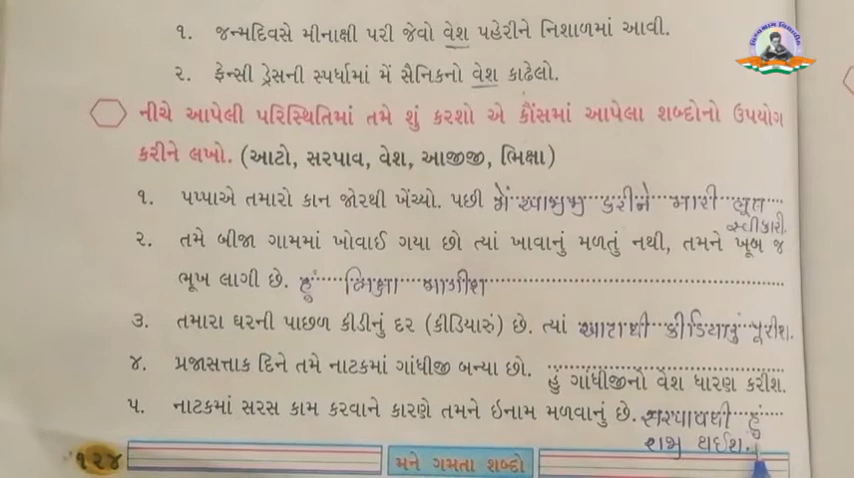 ૧. જન્મદિવસે મીનાક્ષી પરી જેવો વેશ પહેરીને નિશાળમાં આવી.
૨. ફેન્સી ડ્રેસની સ્પર્ધામાં મેં સૈનિકનો વેશ કાઢેલો.
નીચે આપેલી પરિસ્થિતિમાં તમે શું કરશો એ કૌંસમાં આપેલા શબ્દોનો ઉપયોગ
કરીને લખો. (આટો, સરપાવ, વેશ, આજીજી, ભિક્ષા)
૧. પપ્પાએ તમારો કાન જોરથી ખેંચ્યો. પછી મેં આજીજી કરીને મારી ભૂલ
સ્વીકારી.
૨. તમે બીજા ગામમાં ખોવાઈ ગયા છો ત્યાં ખાવાનું મળતું નથી, તમને ખૂબ જ
ભૂખ લાગી છે. હું ભિક્ષા માગીશ
૩. તમારા ઘરની પાછળ કીડીનું દર (કીડિયારું) છે. ત્યાં આટાથી કીડિયારું પૂરીશ.
૪. પ્રજાસત્તાક દિને તમે નાટકમાં ગાંધીજી બન્યા છો. હું ગાંધીજીનો વેશ ધારણ કરીશ.
૫. નાટકમાં સરસ કામ કરવાને કારણે તમને ઇનામ મળવાનું છે. સરપાવથી હું
રાજી થઈશ.
૧૨૪ મને ગમતા શબ્દો